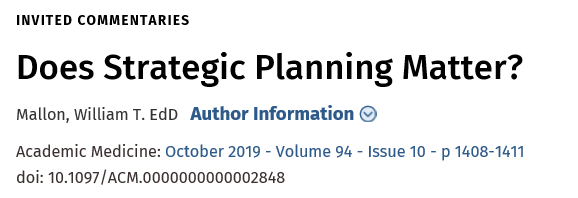 INVITED COMMENTARIES
Does Strategic Planning Matter?
Mallon, William T. EdD Author Information
Academic Medicine: October 2019 - Volume 94 - Issue 10 - p 1408-1411
doi: 10.1097/ACM.0000000000002848